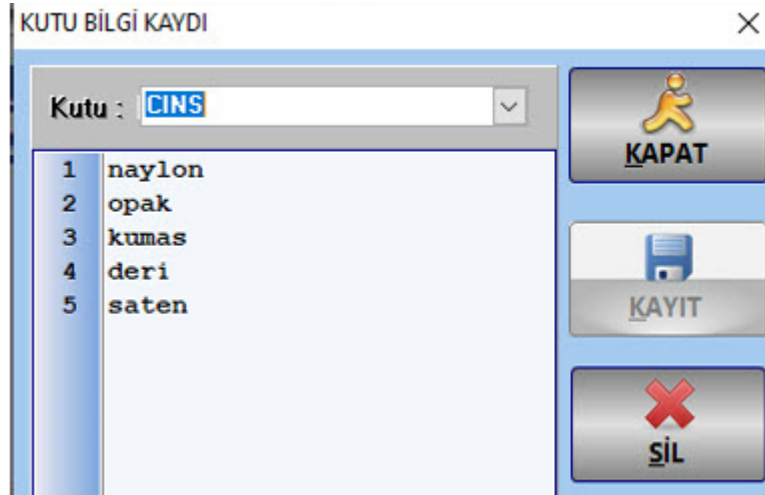 KUTU BİLGİ KAYDI
Kutu : CINS
KAPAT
1 naylon
2 opak
3 kumas
4 deri
5 saten
KAYIT
SİL